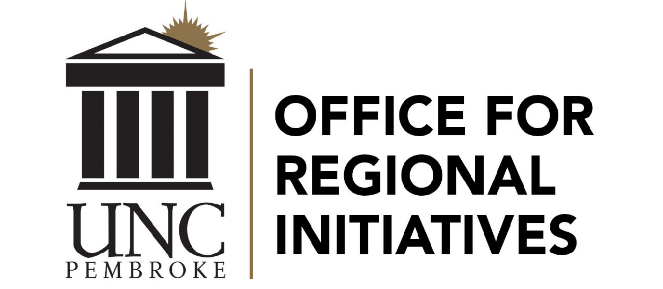 UNC
PEMBROKE
OFFICE FOR
REGIONAL
INITIATIVES